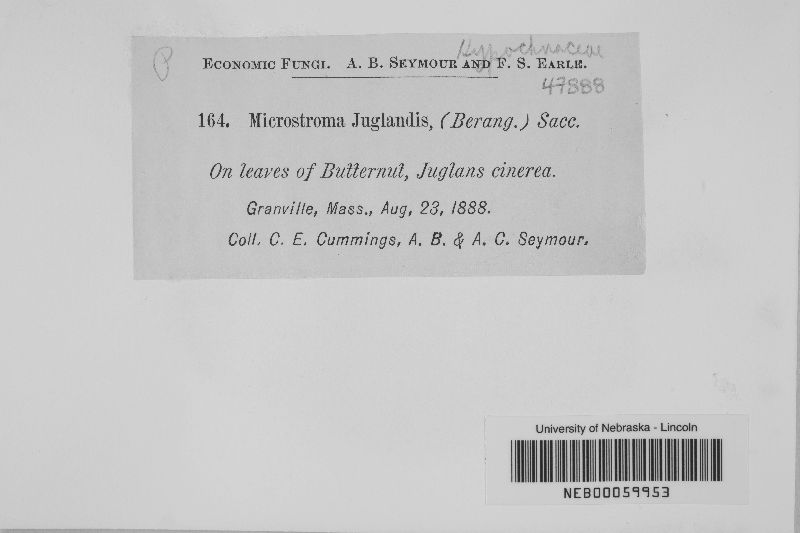 Hypochnaceae
P
ECONOMIC FUNGI. A. B. SEYMOUR AND F. S. EARLE.
47888
164. Microstroma Juglandis, (Berang.) Sacc.
On leaves of Butternut, Juglans cinerea.
Granville, Mass., Aug, 23, 1888.
Coll. C. E. Cummings, A. B. & A. C. Seymour.
University of Nebraska - Lincoln
NEB00059953